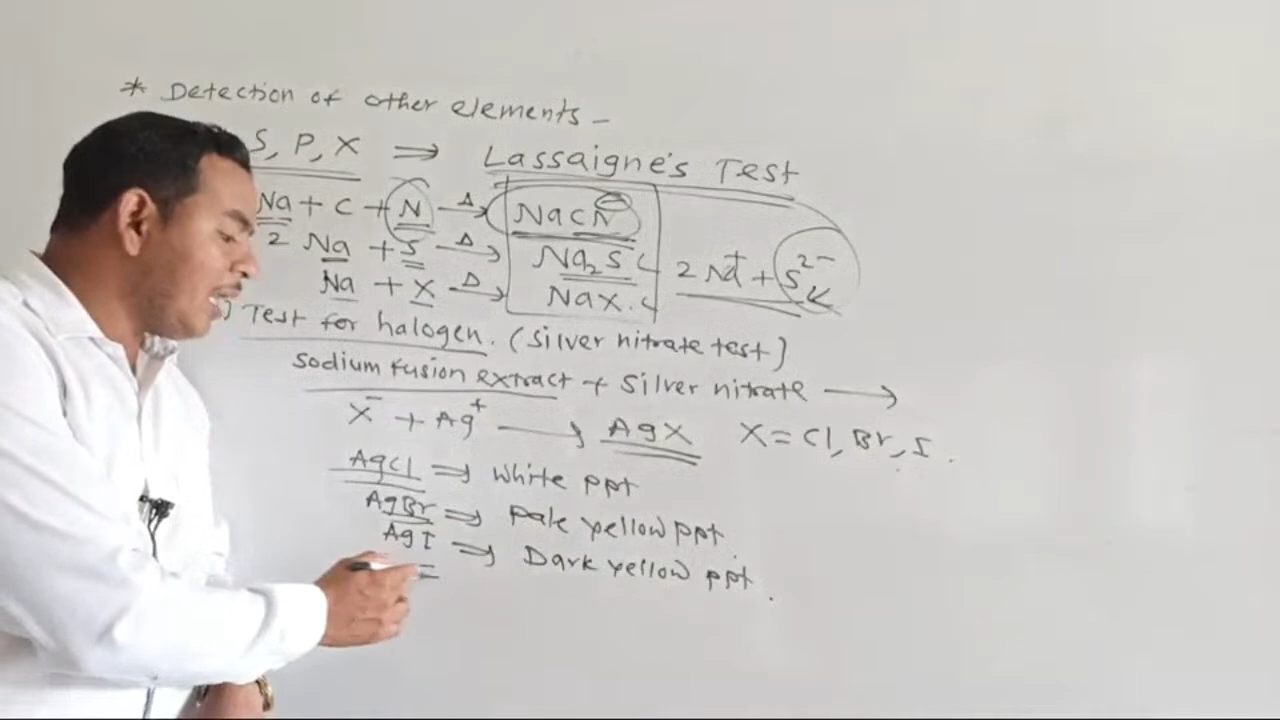 * Detection of other elements -
S, P, X ⇒ Lassaigne's Test
Na + C + N —Δ→ NaCN⊖
2 Na + S —Δ→ Na₂S 2 Na⁺ + S²⁻
Na + X —Δ→ NaX.
) Test for halogen. (Silver nitrate test)
Sodium fusion extract + Silver nitrate ⟶
X⁻ + Ag⁺ ⟶ AgX X = Cl, Br, I.
AgCl ⇒ White ppt
AgBr ⇒ Pale yellow ppt.
AgI ⇒ Dark yellow ppt.